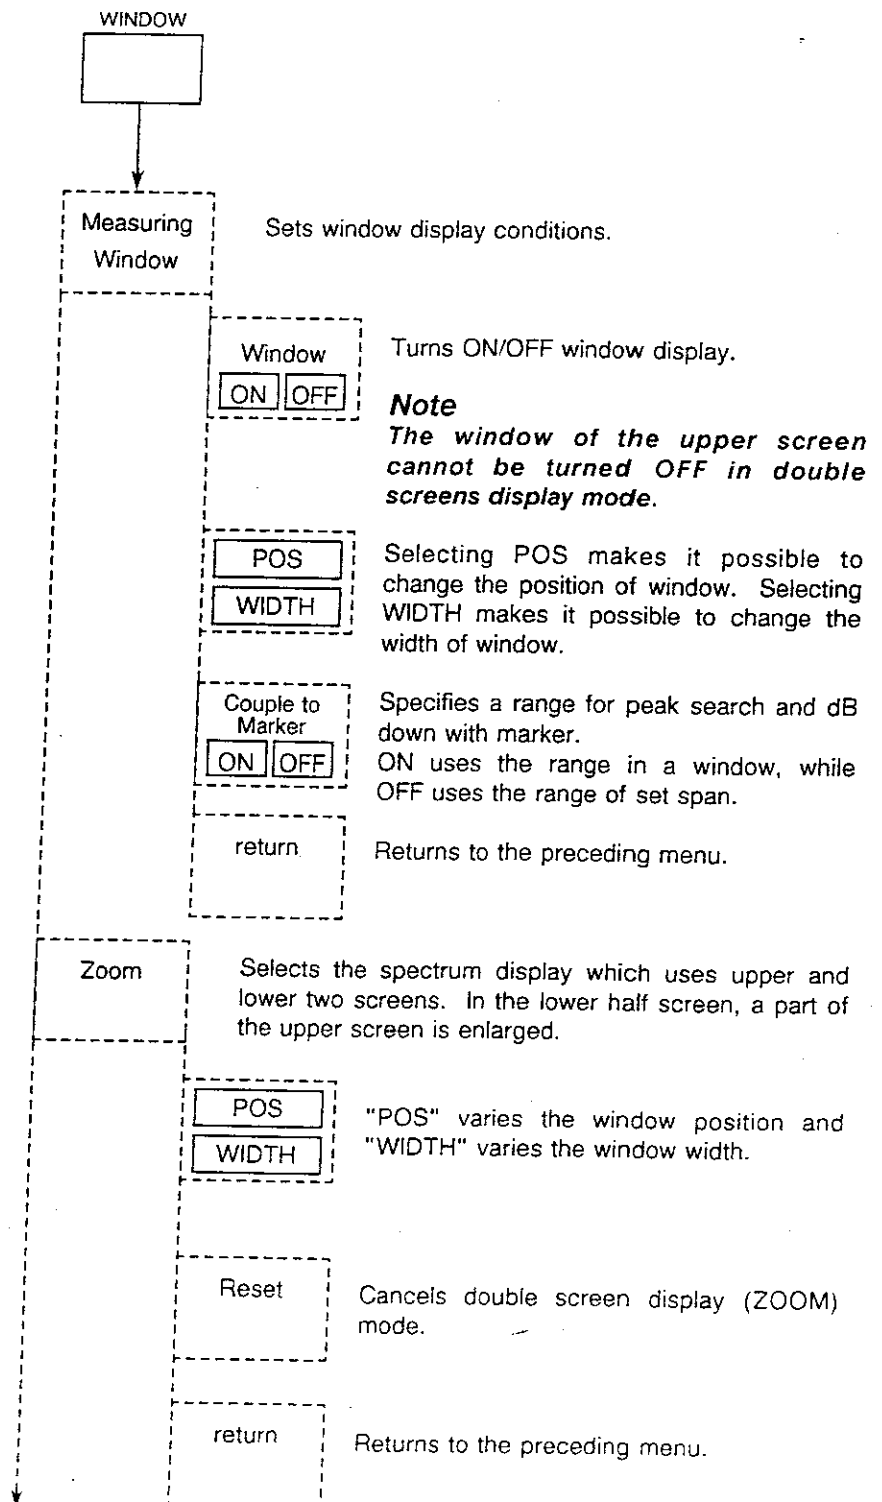 WINDOW
Measuring
Window
Sets window display conditions.
Window
ON OFF
Turns ON/OFF window display.
Note
The window of the upper screen
cannot be turned OFF in double
screens display mode.
POS
WIDTH
Selecting POS makes it possible to
change the position of window. Selecting
WIDTH makes it possible to change the
width of window.
Couple to
Marker
ON OFF
Specifies a range for peak search and dB
down with marker.
ON uses the range in a window, while
OFF uses the range of set span.
return
Returns to the preceding menu.
Zoom
Selects the spectrum display which uses upper and
lower two screens. In the lower half screen, a part of
the upper screen is enlarged.
POS
WIDTH
"POS" varies the window position and
"WIDTH" varies the window width.
Reset
Cancels double screen display (ZOOM)
mode.
return
Returns to the preceding menu.